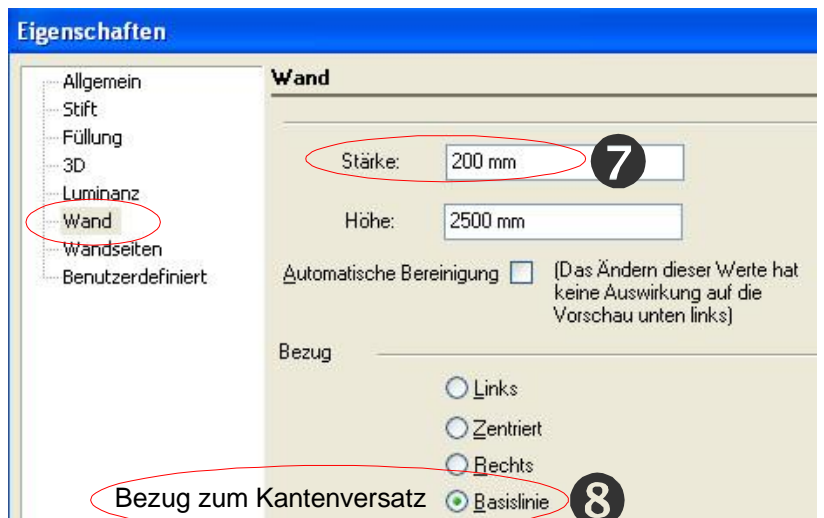 Eigenschaften
Allgemein
Stift
Füllung
3D
Luminanz
Wand
Wandseiten
Benutzerdefiniert
Wand
Stärke: 200 mm 7
Höhe: 2500 mm
Automatische Bereinigung (Das Ändern dieser Werte hat
keine Auswirkung auf die
Vorschau unten links)
Bezug
Links
Zentriert
Rechts
Bezug zum Kantenversatz Basislinie 8